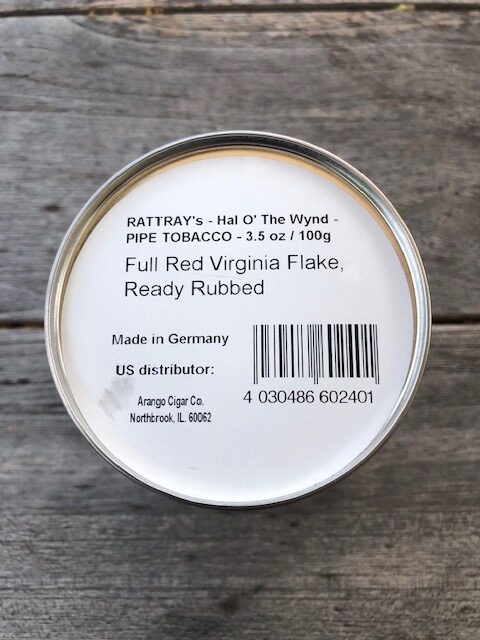 RATTRAY's - Hal O' The Wynd -
PIPE TOBACCO - 3.5 oz / 100g
Full Red Virginia Flake,
Ready Rubbed
Made in Germany
US distributor:
Arango Cigar Co.
Northbrook, IL. 60062
4 030486 602401